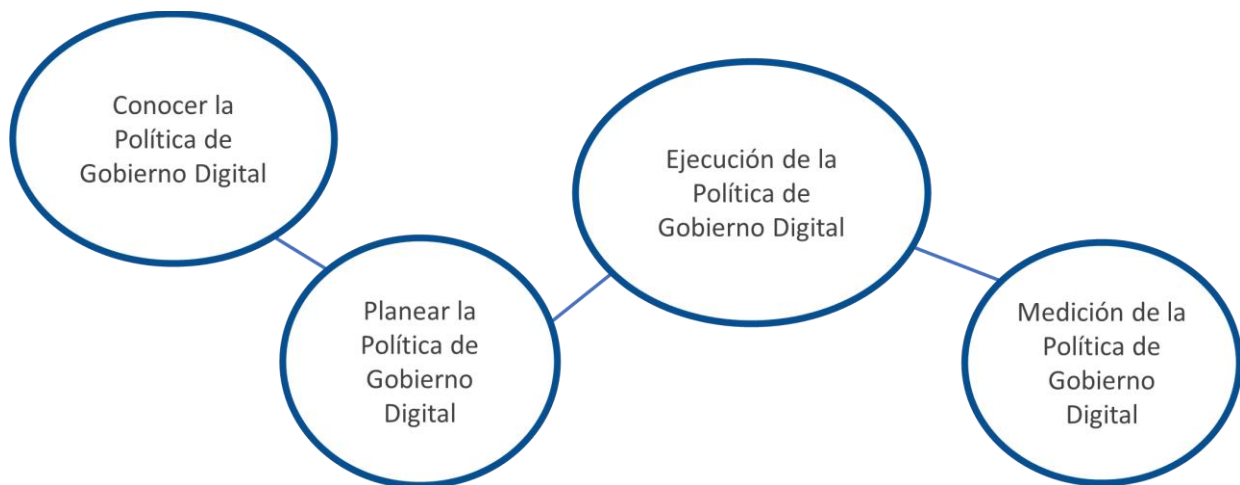 Conocer la
Política de
Gobierno Digital
Planear la
Política de
Gobierno
Digital
Ejecución de la
Política de
Gobierno Digital
Medición de la
Política de
Gobierno
Digital